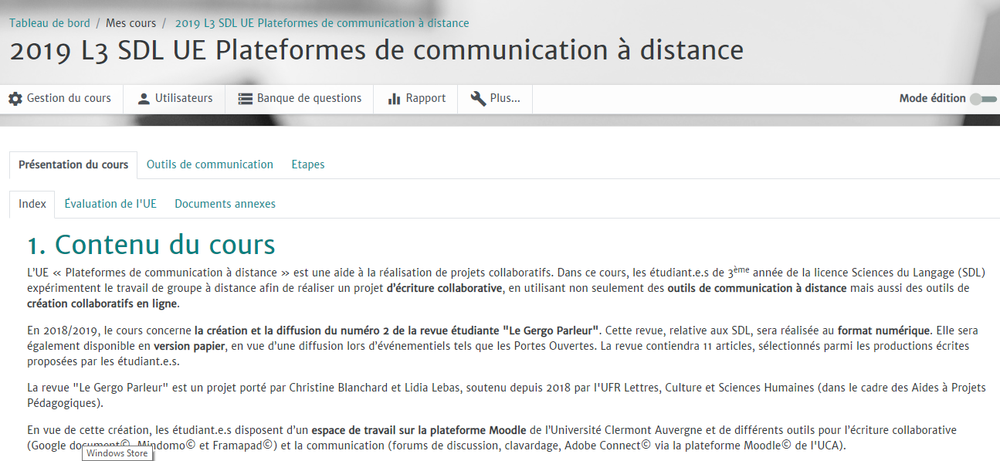 Tableau de bord / Mes cours / 2019 L3 SDL UE Plateformes de communication à distance
2019 L3 SDL UE Plateformes de communication à distance
Gestion du cours Utilisateurs Banque de questions Rapport Plus... Mode édition
Présentation du cours Outils de communication Etapes
Index Évaluation de l'UE Documents annexes
1. Contenu du cours
L’UE « Plateformes de communication à distance » est une aide à la réalisation de projets collaboratifs. Dans ce cours, les étudiant.e.s de 3ème année de la licence Sciences du Langage (SDL)
expérimentent le travail de groupe à distance afin de réaliser un projet d’écriture collaborative, en utilisant non seulement des outils de communication à distance mais aussi des outils de
création collaboratifs en ligne.
En 2018/2019, le cours concerne la création et la diffusion du numéro 2 de la revue étudiante "Le Gergo Parleur". Cette revue, relative aux SDL, sera réalisée au format numérique. Elle sera
également disponible en version papier, en vue d’une diffusion lors d’événementiels tels que les Portes Ouvertes. La revue contiendra 11 articles, sélectionnés parmi les productions écrites
proposées par les étudiant.e.s.
La revue "Le Gergo Parleur" est un projet porté par Christine Blanchard et Lidia Lebas, soutenu depuis 2018 par l'UFR Lettres, Culture et Sciences Humaines (dans le cadre des Aides à Projets
Pédagogiques).
En vue de cette création, les étudiant.e.s disposent d’un espace de travail sur la plateforme Moodle de l’Université Clermont Auvergne et de différents outils pour l’écriture collaborative
(Google document©, Mindomo© et Framapad©) et la communication (forums de discussion, clavardage, Adobe Connect© via la plateforme Moodle© de l'UCA).
Windows Store